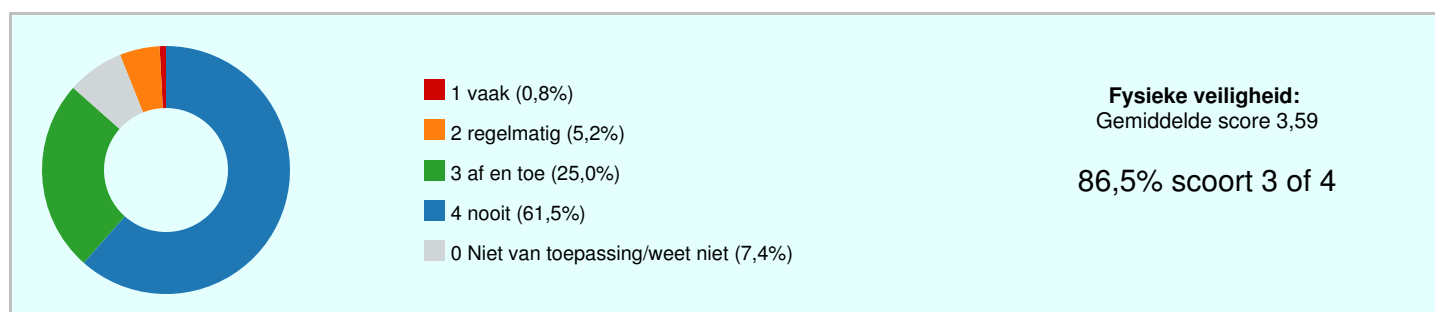 1 vaak (0,8%)
2 regelmatig (5,2%)
3 af en toe (25,0%)
4 nooit (61,5%)
0 Niet van toepassing/weet niet (7,4%)
Fysieke veiligheid:
Gemiddelde score 3,59
86,5% scoort 3 of 4